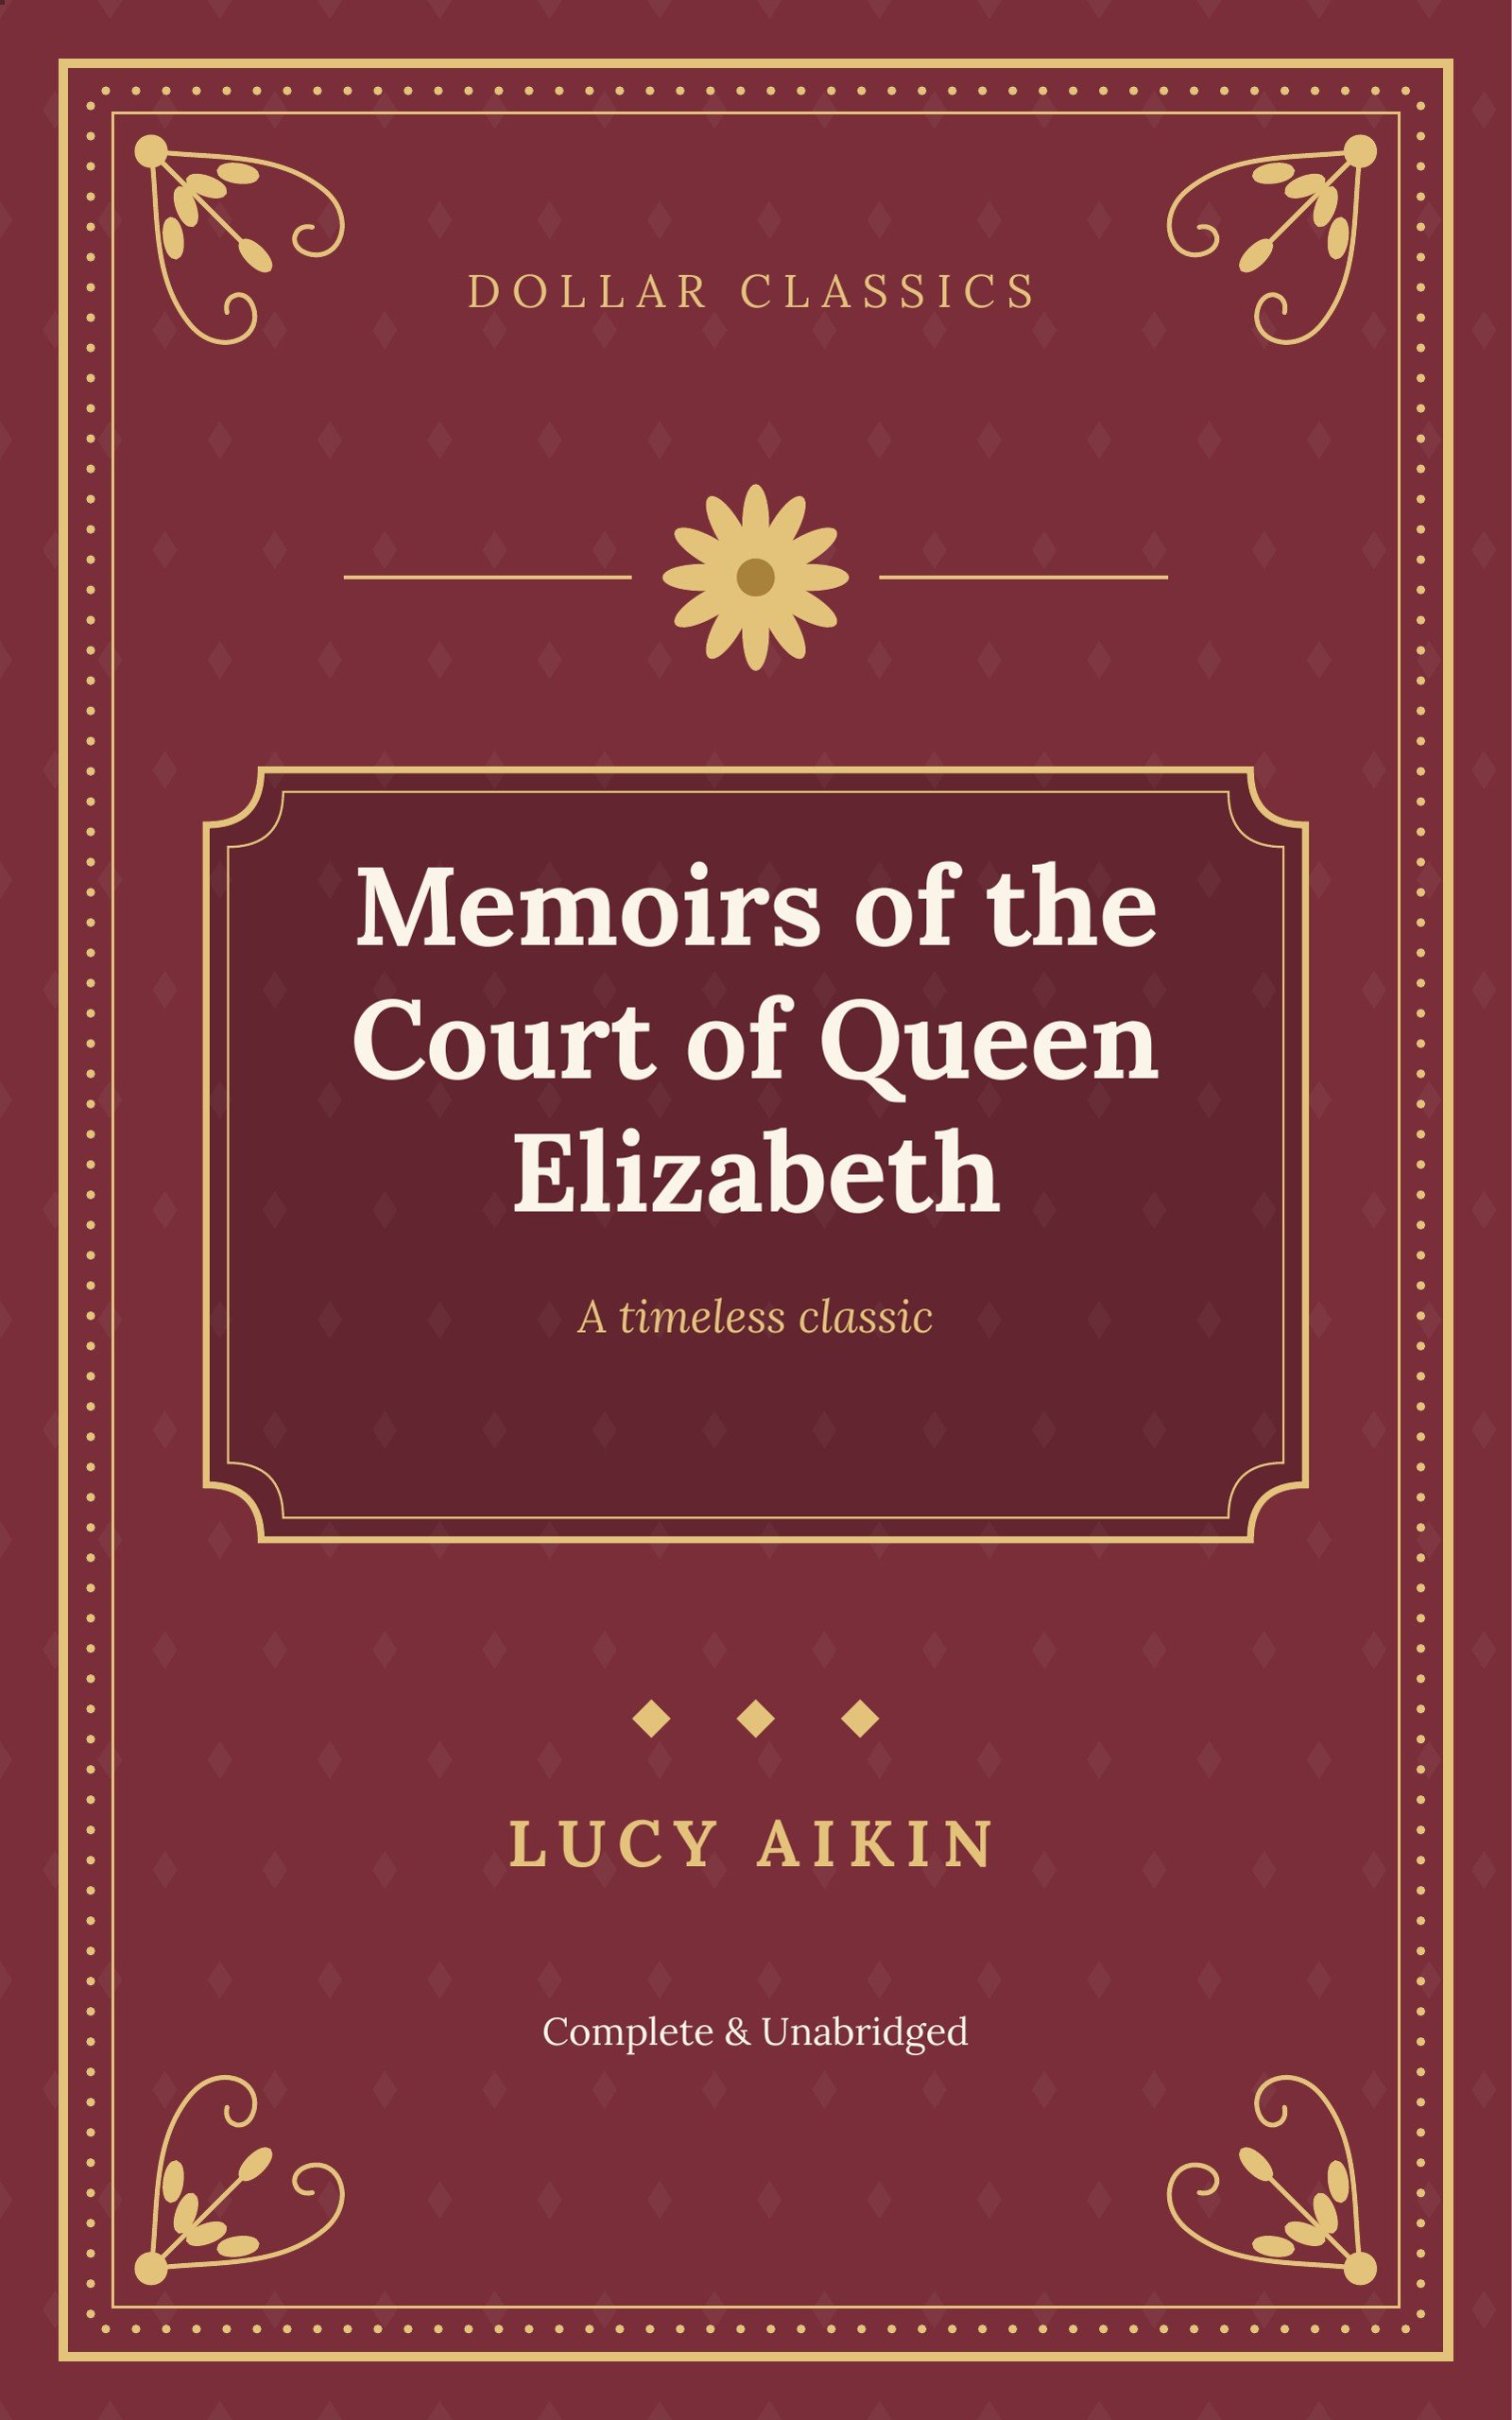 DOLLAR CLASSICS
Memoirs of the
Court of Queen
Elizabeth
A timeless classic
LUCY AIKIN
Complete & Unabridged